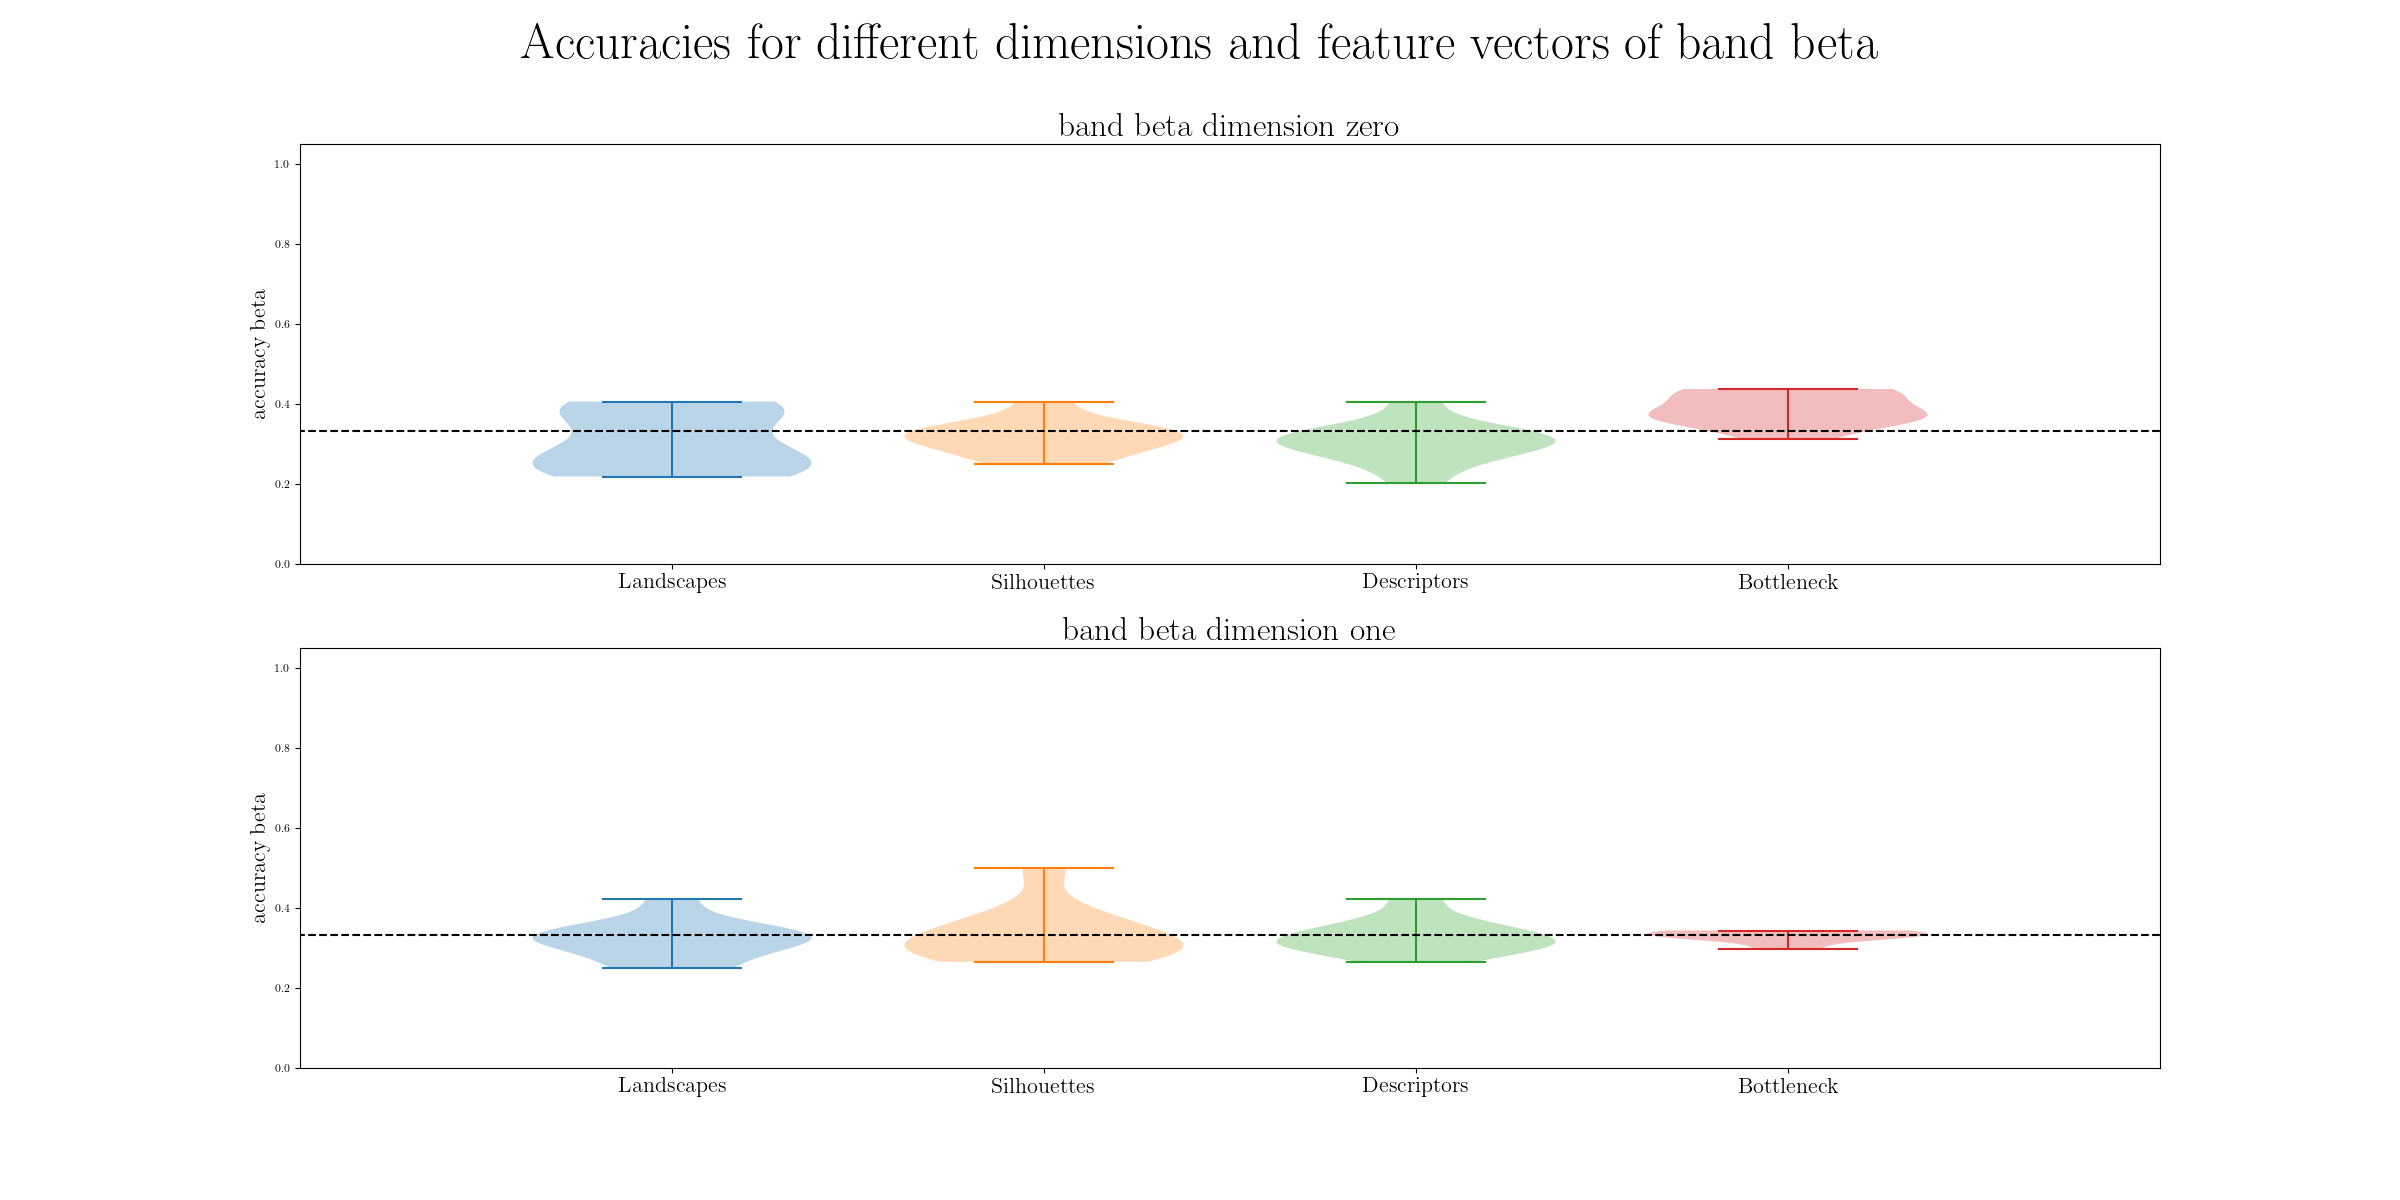 Accuracies for different dimensions and feature vectors of band beta
band beta dimension zero
1.0
0.8
0.6
0.4
0.2
0.0
accuracy beta
Landscapes Silhouettes Descriptors Bottleneck
band beta dimension one
1.0
0.8
0.6
0.4
0.2
0.0
accuracy beta
Landscapes Silhouettes Descriptors Bottleneck